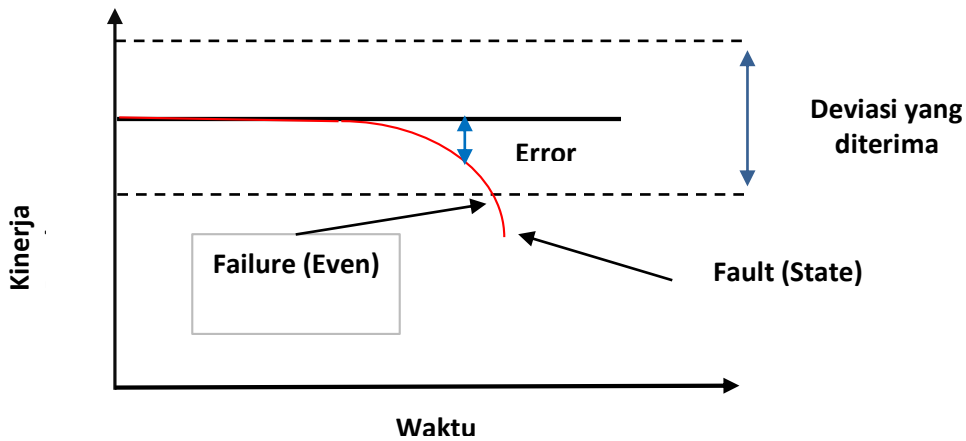 Deviasi yang
diterima
Error
Failure (Even)
Fault (State)
Kinerja
Waktu